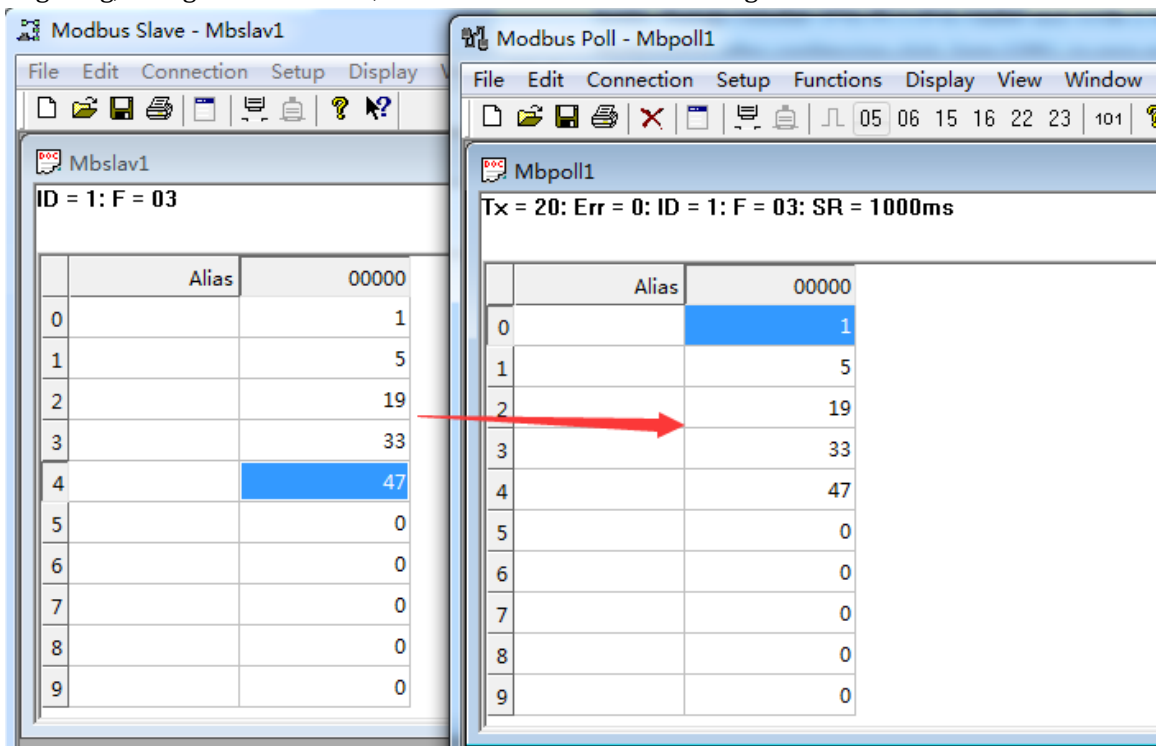 Modbus Slave - Mbslav1
File Edit Connection Setup Display
Mbslav1
ID = 1: F = 03
Alias 00000
0 1
1 5
2 19
3 33
4 47
5 0
6 0
7 0
8 0
9 0
Modbus Poll - Mbpoll1
File Edit Connection Setup Functions Display View Window
05 06 15 16 22 23 101
Mbpoll1
Tx = 20: Err = 0: ID = 1: F = 03: SR = 1000ms
Alias 00000
0 1
1 5
2 19
3 33
4 47
5 0
6 0
7 0
8 0
9 0